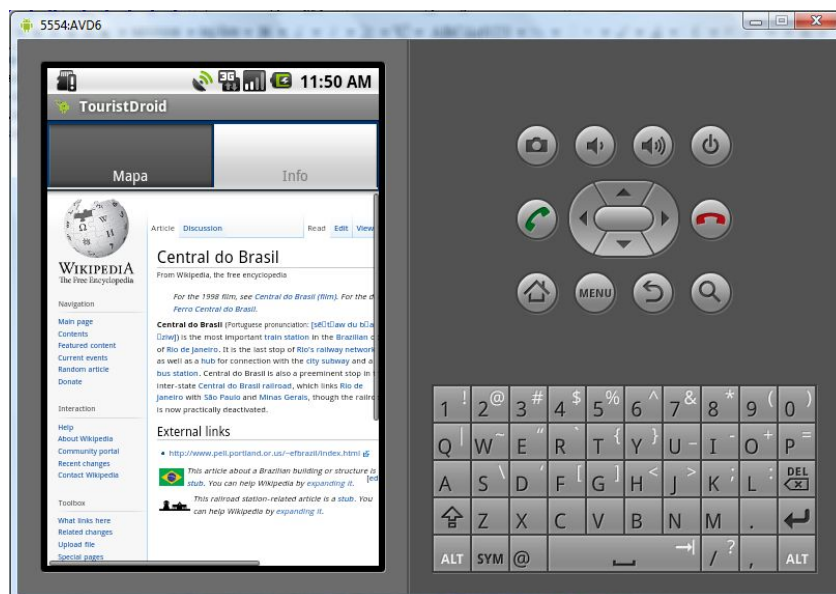 5554:AVD6
3G
11:50 AM
TouristDroid
Mapa
Info
WIKIPEDIA
The Free Encyclopedia
Navigation
Main page
Contents
Featured content
Current events
Random article
Donate
Interaction
Help
About Wikipedia
Community portal
Recent changes
Contact Wikipedia
Toolbox
What links here
Related changes
Upload file
Special pages
Article Discussion Read Edit View
Central do Brasil
From Wikipedia, the free encyclopedia
For the 1998 film, see Central do Brasil (film). For the
Ferro Central do Brasil.
Central do Brasil (Portuguese pronunciation:
is the most important train station in the Brazilian
of Rio de Janeiro. It is the last stop of Rio's railway network
as well as a hub for connection with the city subway and a
bus station. Central do Brasil is also a preeminent stop in
inter-state Central do Brasil railroad, which links Rio de
Janeiro with São Paulo and Minas Gerais, though the
is now practically deactivated.
External links
http://www.pell.portland.or.us/~efbrazil/index.html
[ed
This article about a Brazilian building or structure is
stub. You can help Wikipedia by expanding it.
This railroad station-related article is a stub. You
can help Wikipedia by expanding it.
MENU
1 ! 2 @ 3 # 4 $ 5 % 6 ^ 7 & 8 * 9 ( 0 )
Q | W ~ E “ R ` T { Y } U _ I - O + P =
A S \ D ‘ F [ G ] H < J > K ; L : DEL
Z X C V B N M .
ALT SYM @ / ? , ALT